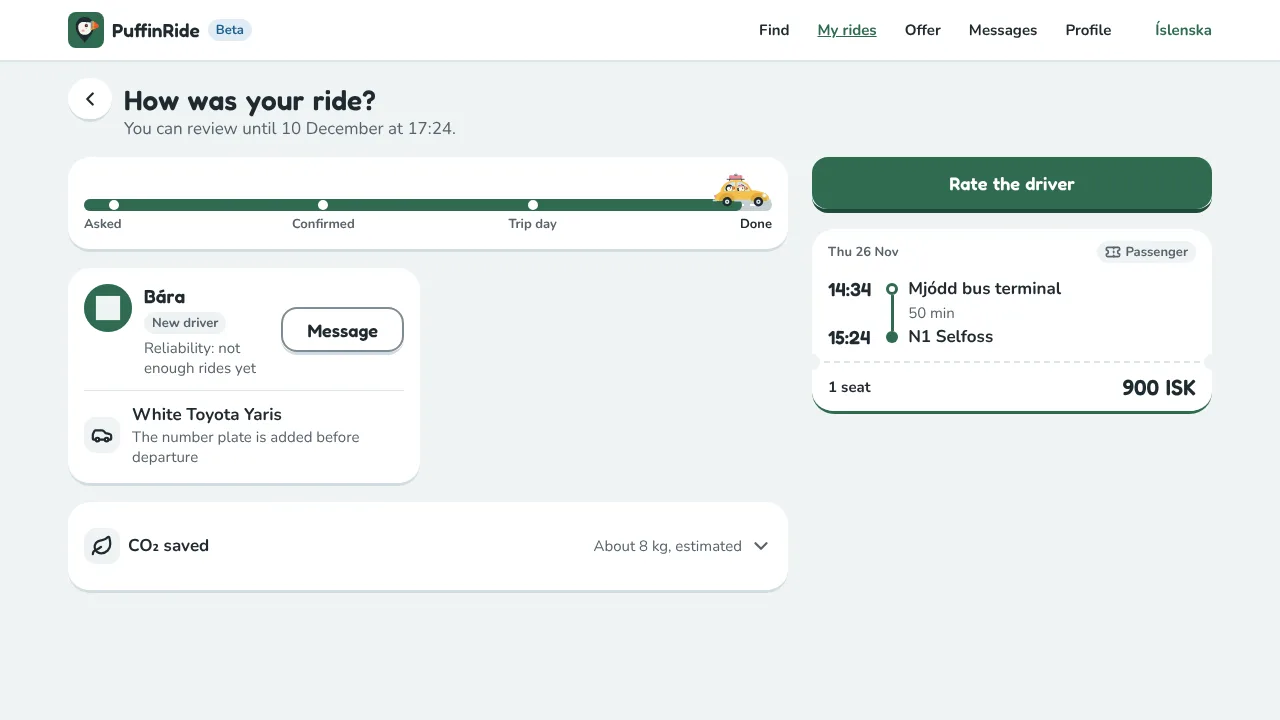 PuffinRide Beta
Find My rides Offer Messages Profile Íslenska
How was your ride?
You can review until 10 December at 17:24.
Asked Confirmed Trip day Done
Bára
New driver
Reliability: not
enough rides yet
Message
White Toyota Yaris
The number plate is added before
departure
CO₂ saved About 8 kg, estimated
Rate the driver
Thu 26 Nov Passenger
14:34 Mjódd bus terminal
50 min
15:24 N1 Selfoss
1 seat 900 ISK